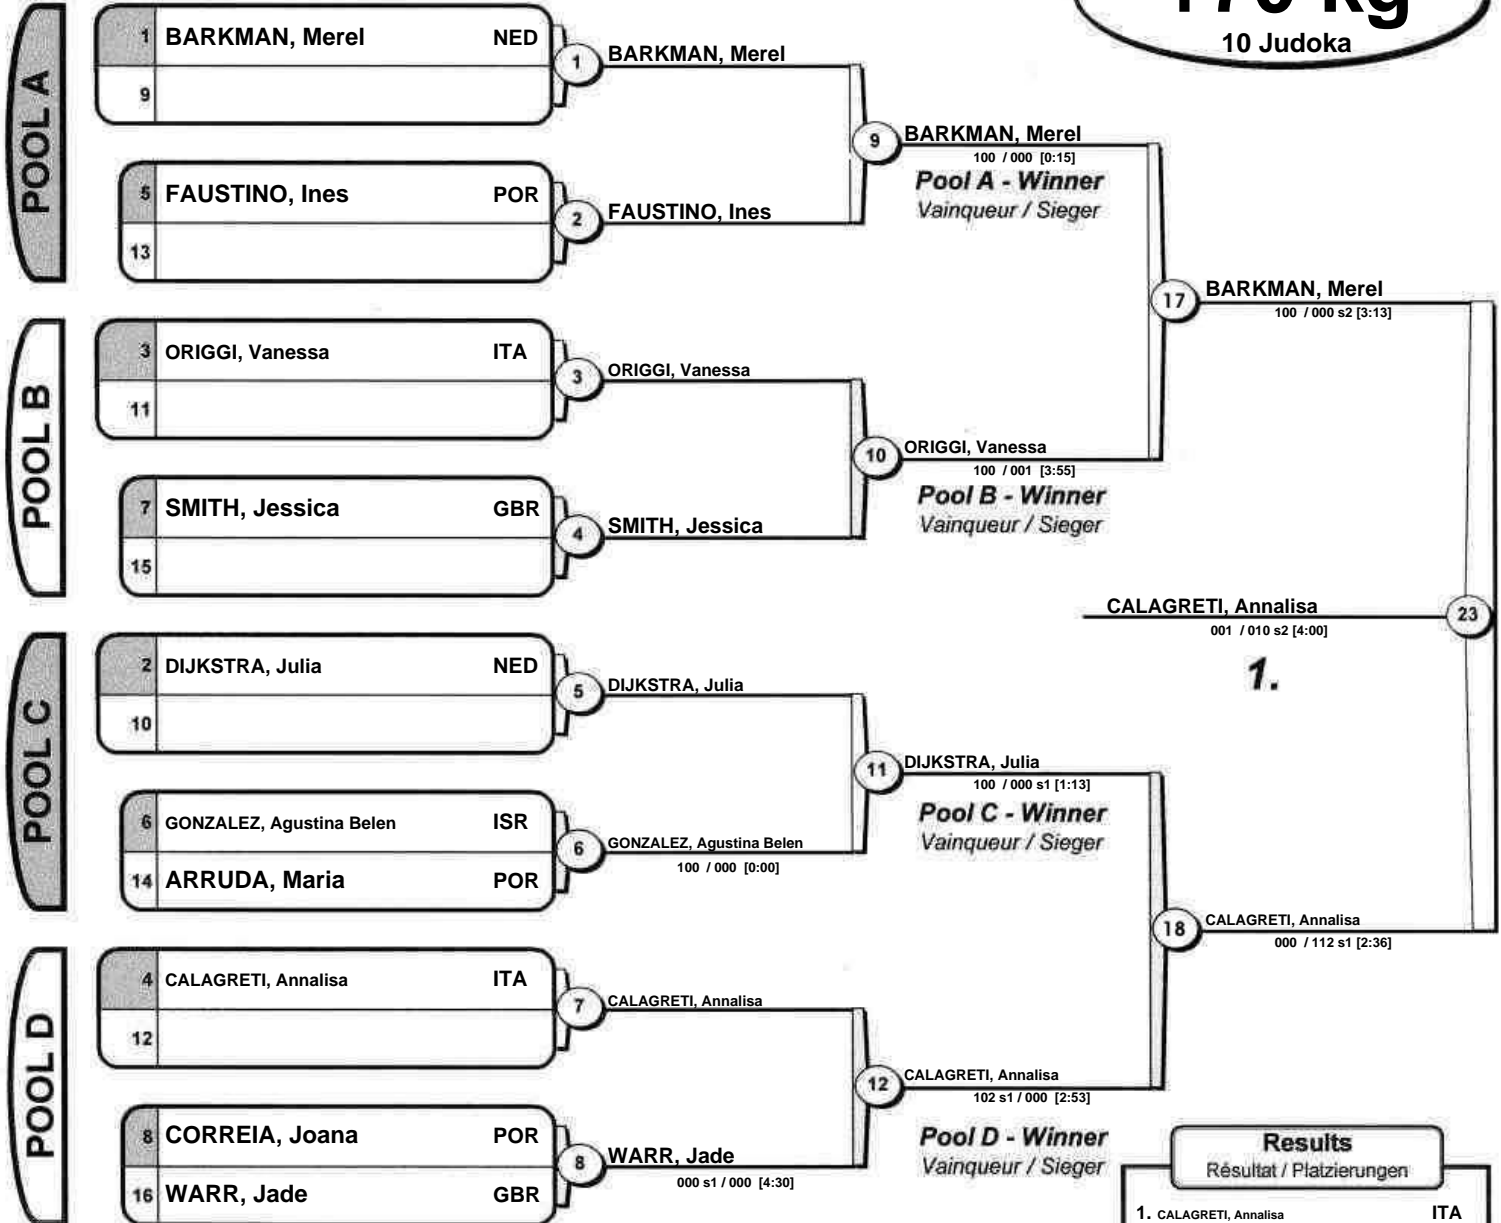 10 Judoka
POOL A
1 BARKMAN, Merel NED
9
1 BARKMAN, Merel
5 FAUSTINO, Ines POR
13
2 FAUSTINO, Ines
9 BARKMAN, Merel
100 / 000 [0:15]
Pool A - Winner
Vainqueur / Sieger
POOL B
3 ORIGGI, Vanessa ITA
11
3 ORIGGI, Vanessa
7 SMITH, Jessica GBR
15
4 SMITH, Jessica
10 ORIGGI, Vanessa
100 / 001 [3:55]
Pool B - Winner
Vainqueur / Sieger
17 BARKMAN, Merel
100 / 000 s2 [3:13]
CALAGRETI, Annalisa 23
001 / 010 s2 [4:00]
1.
POOL C
2 DIJKSTRA, Julia NED
10
5 DIJKSTRA, Julia
6 GONZALEZ, Agustina Belen ISR
14 ARRUDA, Maria POR
6 GONZALEZ, Agustina Belen
100 / 000 [0:00]
11 DIJKSTRA, Julia
100 / 000 s1 [1:13]
Pool C - Winner
Vainqueur / Sieger
POOL D
4 CALAGRETI, Annalisa ITA
12
7 CALAGRETI, Annalisa
8 CORREIA, Joana POR
16 WARR, Jade GBR
8 WARR, Jade
000 s1 / 000 [4:30]
12 CALAGRETI, Annalisa
102 s1 / 000 [2:53]
Pool D - Winner
Vainqueur / Sieger
18 CALAGRETI, Annalisa
000 / 112 s1 [2:36]
Results
Résultat / Platzierungen
1. CALAGRETI, Annalisa ITA